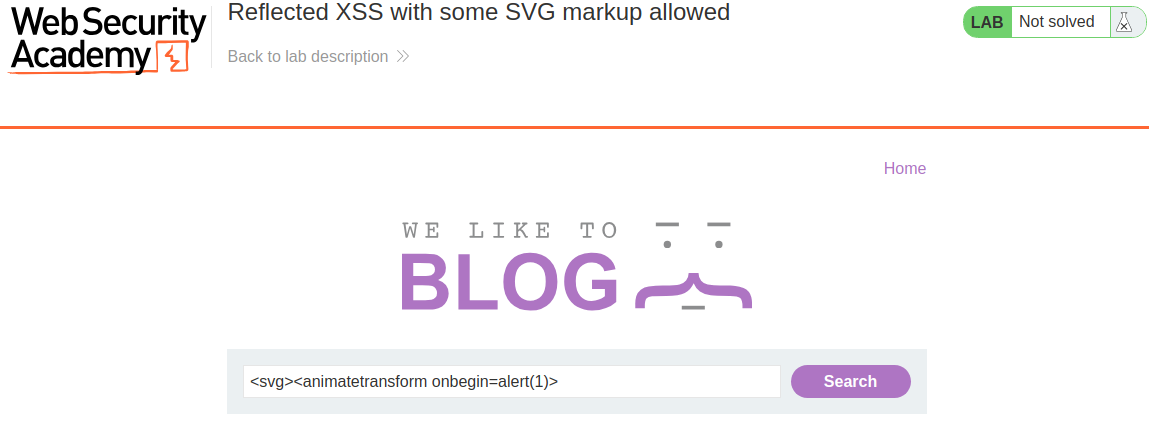 Web Security
Academy
Reflected XSS with some SVG markup allowed
Back to lab description
LAB Not solved
Home
WE LIKE TO
BLOG
<svg><animatetransform onbegin=alert(1)>
Search